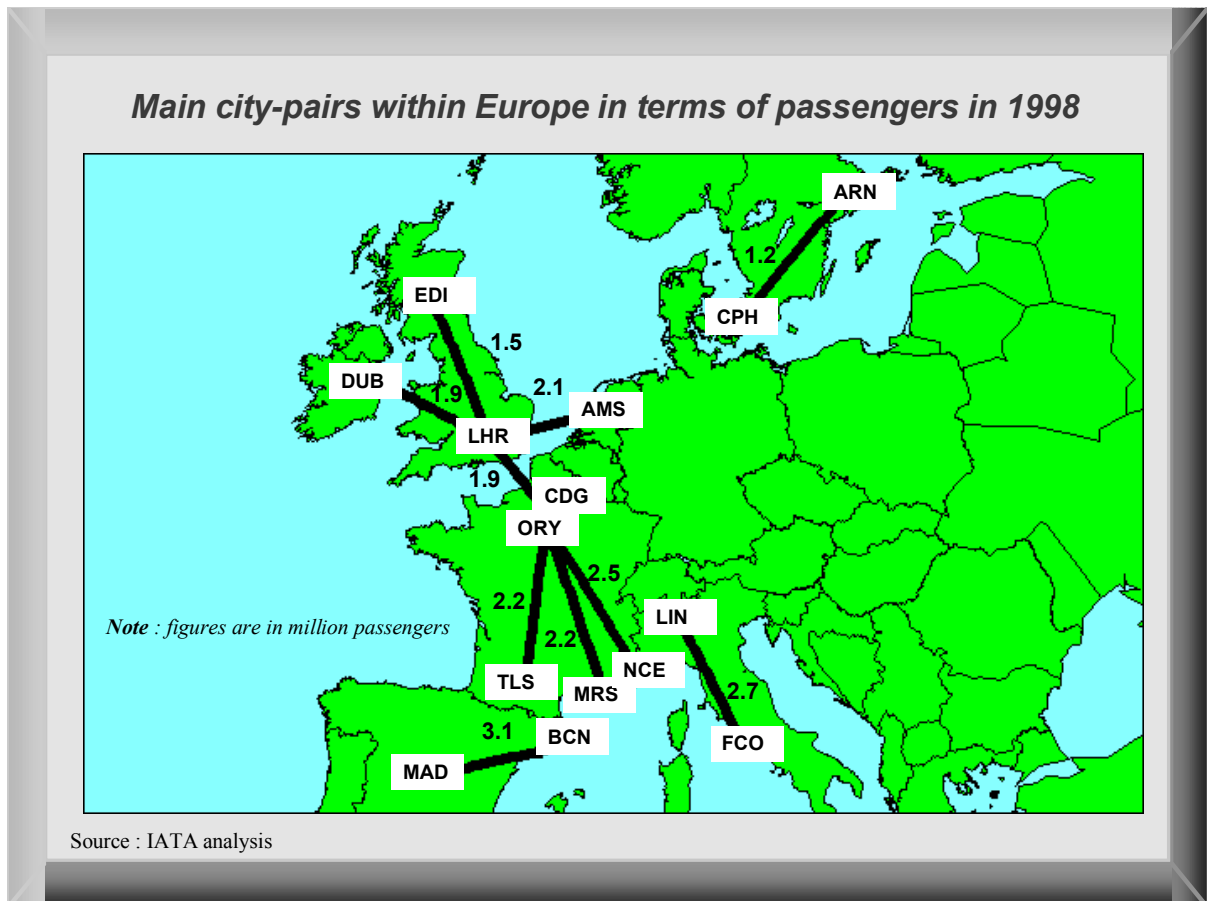 Main city-pairs within Europe in terms of passengers in 1998
ARN
1.2
CPH
EDI
1.5
DUB
1.9
2.1
AMS
LHR
1.9
CDG
ORY
2.5
2.2
2.2
LIN
Note : figures are in million passengers
NCE
TLS
MRS
2.7
3.1
BCN
FCO
MAD
Source : IATA analysis